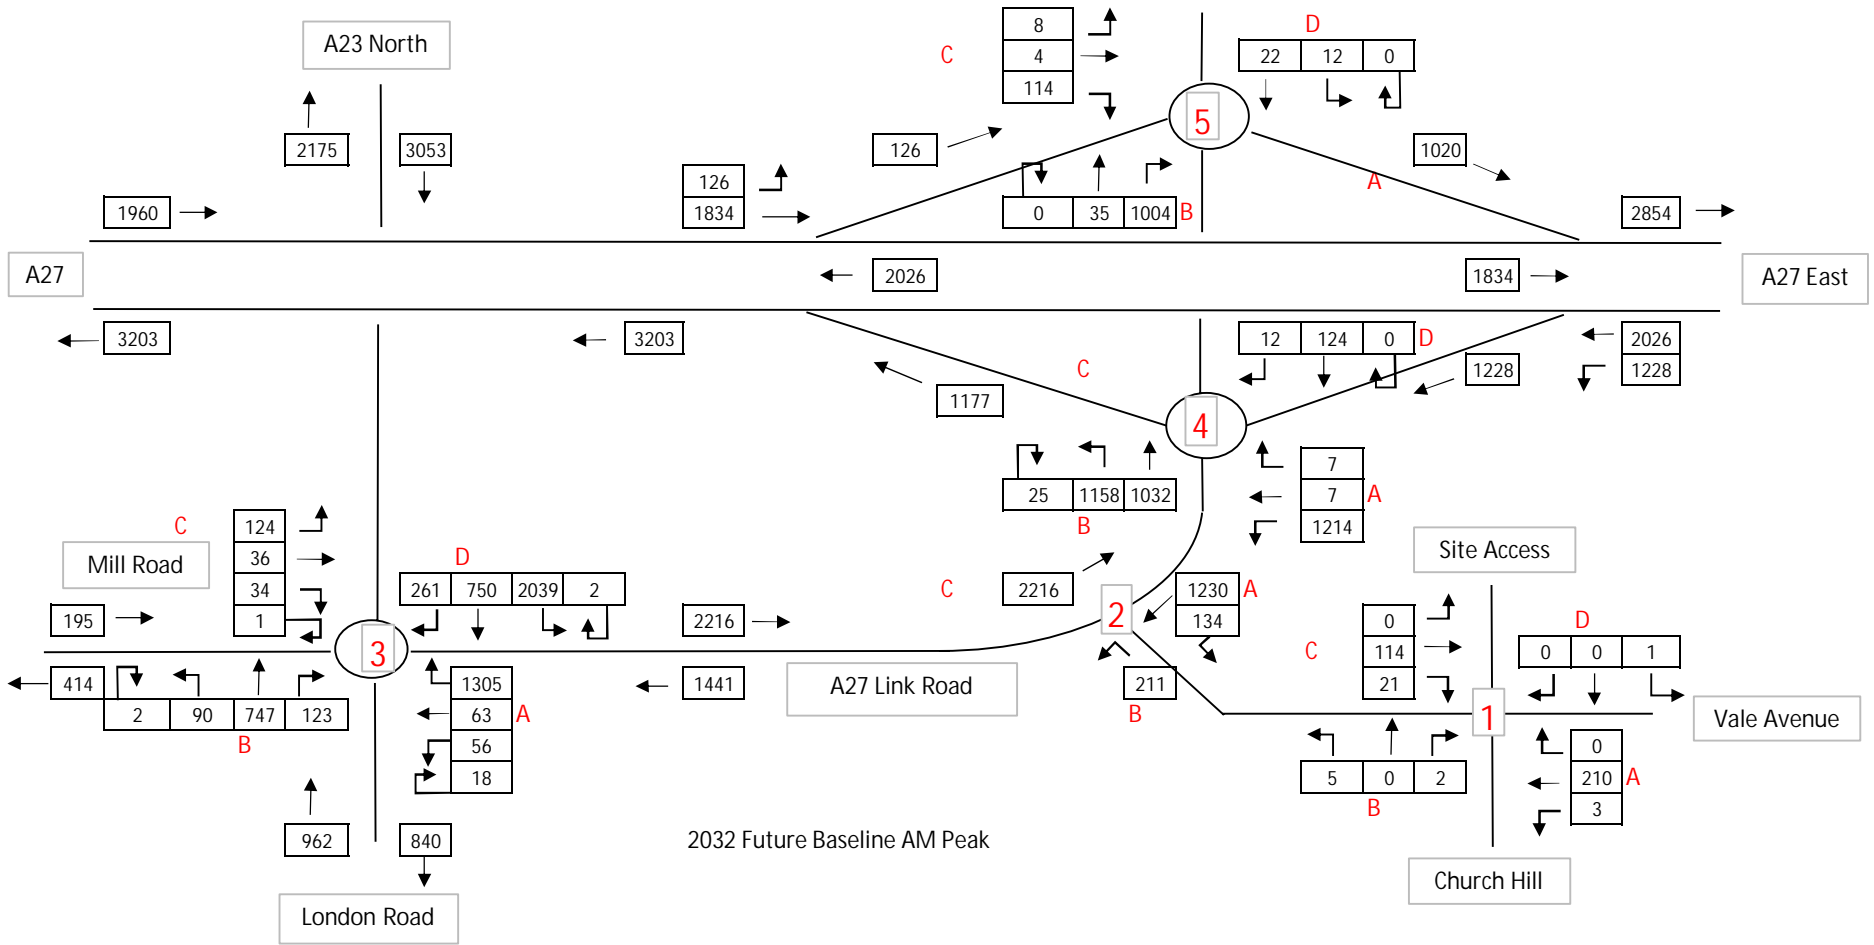 8
D
A23 North
C
4
22 12 0
114
5
2175
3053
126
1020
126
A
1960
1834
0 35 1004 B
2854
A27
2026
1834
A27 East
3203
3203
12 124 0 D
2026
C
1228
1228
1177
4
7
25 1158 1032
7 A
B
1214
C
124
Site Access
Mill Road
36
D
34
261 750 2039 2
C
2216
1230 A
195
1
2216
2
134
0
D
3
C
114
0 0 1
414
1305
1441
A27 Link Road
211
21
2 90 747 123
63 A
B
1
Vale Avenue
B
56
0
18
5 0 2
210 A
B
3
962
840
2032 Future Baseline AM Peak
Church Hill
London Road